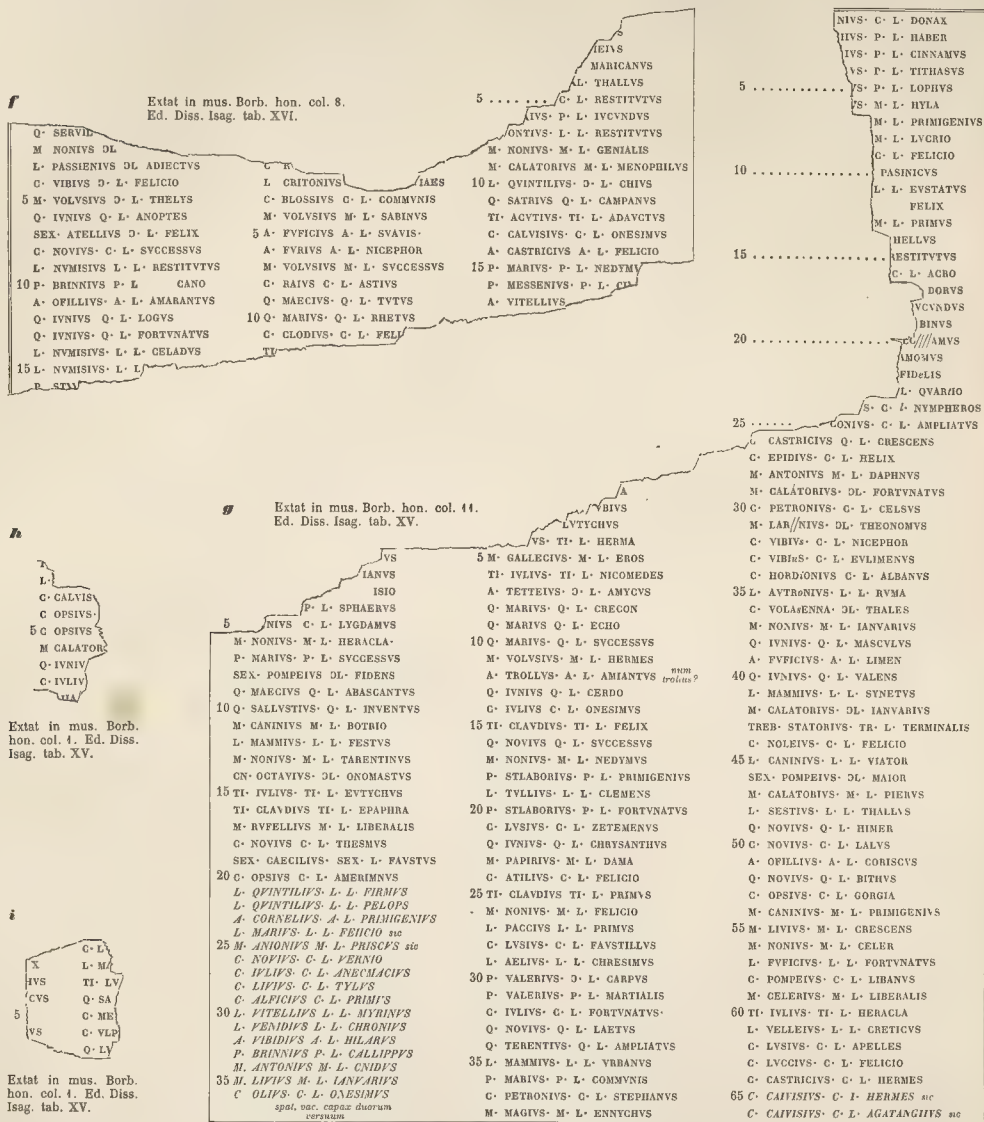 f
Extat in mus. Borb. hon. col. 8.
Ed. Diss. Isag. tab. XVI.
Q· SERVIL
M NONIVS ƆL
L· PASSIENIVS ƆL ADIECTVS
C· VIBIVS Ɔ· L· FELICIO
5 M· VOLVSIVS Ɔ· L· THELYS
Q· IVNIVS Q· L· ANOPTES
SEX· ATELLIVS Ɔ· L· FELIX
C· NOVIVS· C· L· SVCCESSVS
L· NVMISIVS L· L· RESTITVTVS
10 P· BRINNIVS P· L CANO
A· OFILLIVS· A· L· AMARANTVS
Q· IVNIVS Q· L· LOGVS
Q· IVNIVS· Q· L· FORTVNATVS
L· NVMISIVS L· L· CELADVS
15 L· NVMISIVS· L· L
L CRITONIVS IAES
C· BLOSSIVS C· L· COMMVNIS
M· VOLVSIVS M· L· SABINVS
5 A· FVFICIVS A· L· SVAVIS·
A· FVRIVS A· L· NICEPHOR
M· VOLVSIVS M· L· SVCCESSVS
C· RAIVS C· L· ASTIVS
Q· MAECIVS· Q· L· TVTVS
10 Q· MARIVS· Q· L· RHETVS
C· CLODIVS· C· L· FELI
TI
IEIVS
MARICANVS
L· THALLVS
5 ...... C· L· RESTITVTVS
IVS· P· L· IVCVNDVS
ONTIVS· L· L· RESTITVTVS
M· NONIVS· M· L· GENIALIS
M· CALATORIVS M· L· MENOPHILVS
10 L· QVINTILIVS· Ɔ· L· CHIVS
Q· SATRIVS Q· L· CAMPANVS
TI· ACVTIVS· TI· L· ADAVCTVS
C· CALVISIVS· C· L· ONESIMVS
A· CASTRICIVS A· L· FELICIO
15 P· MARIVS· P· L· NEDYMV
P· MESSENIVS· P· L·
A· VITELLIVS
g
Extat in mus. Borb. hon. col. 11.
Ed. Diss. Isag. tab. XV.
VS
IANVS
ISIO
P· L· SPHAERVS
5 NIVS C· L· LYGDAMVS
M· NONIVS· M· L· HERACLA·
P· MARIVS· P· L· SVCCESSVS
SEX· POMPEIVS ƆL· FIDENS
Q· MAECIVS Q· L· ABASCANTVS
10 Q· SALLVSTIVS· Q· L· INVENTVS
M· CANINIVS M· L· BOTRIO
L· MAMMIVS· L· L· FESTVS
M· NONIVS· M· L· TARENTINVS
CN· OCTAVIVS· ƆL· ONOMASTVS
15 TI· IVLIVS· TI· L· EVTYCHVS
TI· CLAVDIVS TI· L· EPAPHRA
M· RVFELLIVS M· L· LIBERALIS
C· NOVIVS C· L· THESMVS
SEX· CAECILIVS· SEX· L· FAVSTVS
20 C· OPSIVS C· L· AMERIMNVS
L· QVINTILIVS· L· L· FIRMVS
L· QVINTILIVS· L· L· PELOPS
A· CORNELIVS· A· L· PRIMIGENIVS
L· MARIVS· L· L· FEIICIO sic
25 M· ANIONIVS M· L· PRISCVS sic
C· NOVIVS· C· L· VERNIO
C· IVLIVS· C· L· ANECMACIVS
C· LIVIVS· C· L· TYLVS
C· ALFICIVS C· L· PRIMI'S
30 L· VITELLIVS L· L· MYRINVS
L· VENIDIVS L· L· CHRONIVS
A· VIBIDIVS A· L· HILARVS
P· BRINNIVS P· L· CALLIPPVS
M. ANTONIVS M· L· CNIDVS
35 M. LIVIVS M· L· IANVARIVS
C OLIVS· C· L· ONESIMVS
spat, vac. capax duorum
versuum
A
VBIVS
LVTYCHVS
VS· TI· L· HERMA
5 M· GALLECIVS· M· L· EROS
TI· IVLIVS· TI· L· NICOMEDES
A· TETTEIVS· Ɔ· L· AMYCVS
Q· MARIVS· Q· L· CREGON
Q· MARIVS Q· L· ECHO
10 Q· MARIVS· Q· L· SVCCESSVS
M· VOLVSIVS M· L· HERMES
A· TROLLVS· A· L· AMIANTVS num trolius?
Q· IVNIVS Q· L· CERDO
C· IVLIVS C· L· ONESIMVS
15 TI· CLAVDIVS· TI· L· FELIX
Q· NOVIVS Q· L· SVCCESSVS
M· NONIVS M· L· NEDYMVS
P· STLABORIVS· P· L· PRIMIGENIVS
L· TVLLIVS· L· L· CLEMENS
20 P· STLABORIVS· P· L· FORTVNATVS
C· LVSIVS· C· L· ZETEMENVS
Q· IVNIVS· Q· L· CHRYSANTHVS
M· PAPIRIVS· M· L· DAMA
C· ATILIVS· C· L· FELICIO
25 TI· CLAVDIVS TI· L· PRIMVS
M· NONIVS M· L· FELICIO
L· PACCIVS L· L· PRIMVS
C· LVSIVS· C· L· FAVSTILLVS
L· AELIVS· L· L· CHRESIMVS
30 P· VALERIVS· Ɔ· L· CARPVS
P· VALERIVS· P· L· MARTIALIS
C· IVLIVS· C· L· FORTVNATVS·
Q· NOVIVS· Q· L· LAETVS
Q· TERENTIVS· Q· L· AMPLIATVS
35 L· MAMMIVS· L· L· VRBANVS
P· MARIVS· P· L· COMMVNIS
C· PETRONIVS· C· L· STEPHANVS
M· MAGIVS· M· L· ENNYCHVS
NIVS· C· L· DONAX
IVS· P· L· HABER
IVS· P· L· CINNAMVS
VS· P· L· TITHASVS
5 ............ VS· P· L· LOPHVS
VS· M· L· HYLA
M· L· PRIMIGENIVS
M· L· LVCRIO
C· L· FELICIO
10 ............ PASINICVS
L· L· EVSTATVS
FELIX
M· L· PRIMVS
HELLVS
15 ............ RESTITVTVS
C· L· ACRO
DORVS
VCVNDVS
BINVS
20 ............ ////AMVS
AMOMVS
FIDeLIS
L· QVARtIO
S· C· l· NYMPHEROS
25 ...... ONIVS· C· L· AMPLIATVS
CASTRICIVS Q· L· CRESCENS
C· EPIDIVS· C· L· HELIX
M· ANTONIVS M· L· DAPHNVS
M· CALATORIVS· ƆL· FORTVNATVS
30 C· PETRONIVS· C· L· CELSVS
M· LAR//NIVS· ƆL· THEONOMVS
C· VIBIVs· C· L· NICEPHOR
C· VIBIuS· C· L· EVLIMENVS
C· HORDiONIVS C· L· ALBANVS
35 L· AVTRoNIVS· L· L· RVMA
C· VOLAsENNA· ƆL· THALES
M· NONIVS· M· L· IANVARIVS
Q· IVNIVS· Q· L· MASCVLVS
A· FVFICIVS· A· L· LIMEN
40 Q· IVNIVS· Q· L· VALENS
L· MAMMIVS· L· L· SYNETVS
M· CALATORIVS· ƆL· IANVARIVS
TREB· STATORIVS· TR· L· TERMINALIS
C· NOLEIVS· C· L· FELICIO
45 L· CANINIVS· L· L· VIATOR
SEX· POMPEIVS· ƆL· MAIOR
M· CALATORIVS· M· L· PIERVS
L· SESTIVS· L· L· THALLVS
Q· NOVIVS· Q· L· HIMER
50 C· NOVIVS· C· L· LALVS
A· OFILLIVS· A· L· CORISCVS
Q· NOVIVS· Q· L· BITHVS
C· OPSIVS· C· L· GORGIA
M· CANINIVS· M· L· PRIMIGENIVS
55 M· LIVIVS· M· L· CRESCENS
M· NONIVS· M· L· CELER
L· FVFICIVS· L· L· FORTVNATVS
C· POMPEIVS· C· L· LIBANVS
M· CELERIVS· M· L· LIBERALIS
60 TI· IVLIVS· TI· L· HERACLA
L· VELLEIVS· L· L· CRETICVS
C· LVSIVS· C· L· APELLES
C· LVCCIVS· C· L· FELICIO
C· CASTRICIVS· C· L· HERMES
65 C· CAIVISIVS· C· I· HERMES sic
C· CAIVISIVS· C· L· AGATANGIIVS sic
h
L·
C· CALVIS
C OPSIVS·
5 C OPSIVS
M CALATOR
Q· IVNIV
C· IVLIV
Extat in mus. Borb.
hon. col. 1. Ed. Diss.
Isag. tab. XV.
i
C· L
X L· M
HVS TI· LV
CVS Q· SA
5 C· ME
VS C· VLP
Q· LV
Extat in mus. Borb.
hon. col. 1. Ed. Diss.
Isag. tab. XV.